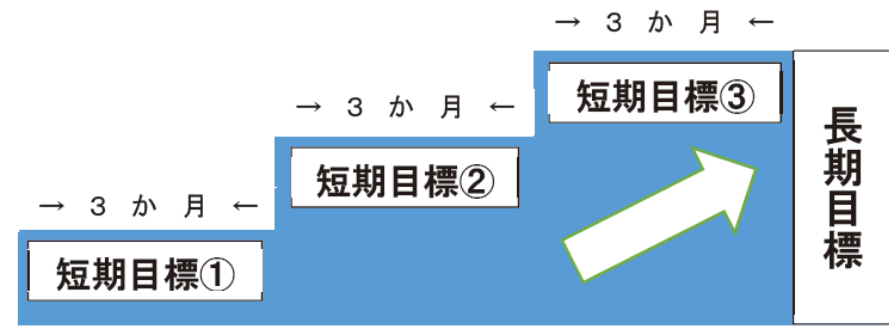 → 3 か 月 ←
短期目標③
→ 3 か 月 ←
短期目標②
→ 3 か 月 ←
短期目標①
長期目標